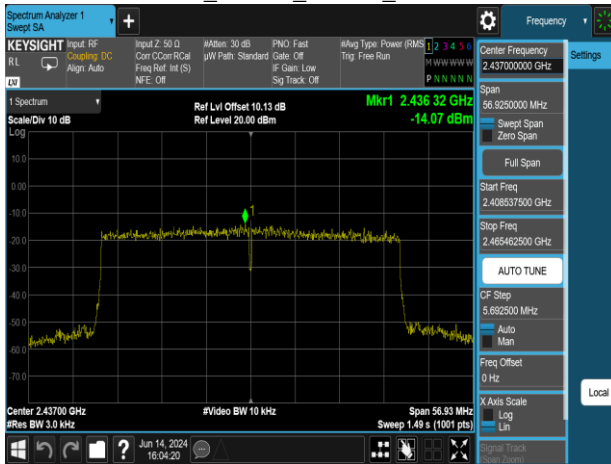 Spectrum Analyzer 1
Swept SA
+
Frequency
KEYSIGHT
RL
LXI
Input: RF
Coupling: DC
Align: Auto
Input Z: 50 Ω
Corr CCorr RCal
Freq Ref: Int (S)
NFE: Off
#Atten: 30 dB
µW Path: Standard
PNO: Fast
Gate: Off
IF Gain: Low
Sig Track: Off
#Avg Type: Power (RMS
Trig: Free Run
1 2 3 4 5 6
M W W W W W
P N N N N N
1 Spectrum
Scale/Div 10 dB
Log
Ref Lvl Offset 10.13 dB
Ref Level 20.00 dBm
Mkr1 2.436 32 GHz
-14.07 dBm
10.0
0.00
-10.0
-20.0
-30.0
-40.0
-50.0
-60.0
-70.0
1
Center 2.43700 GHz
#Res BW 3.0 kHz
#Video BW 10 kHz
Span 56.93 MHz
Sweep 1.49 s (1001 pts)
Center Frequency
2.437000000 GHz
Span
56.9250000 MHz
Swept Span
Zero Span
Full Span
Start Freq
2.408537500 GHz
Stop Freq
2.465462500 GHz
AUTO TUNE
CF Step
5.692500 MHz
Auto
Man
Freq Offset
0 Hz
X Axis Scale
Log
Lin
Signal Track
(Span Zoom)
Settings
Local
?
Jun 14, 2024
16:04:20